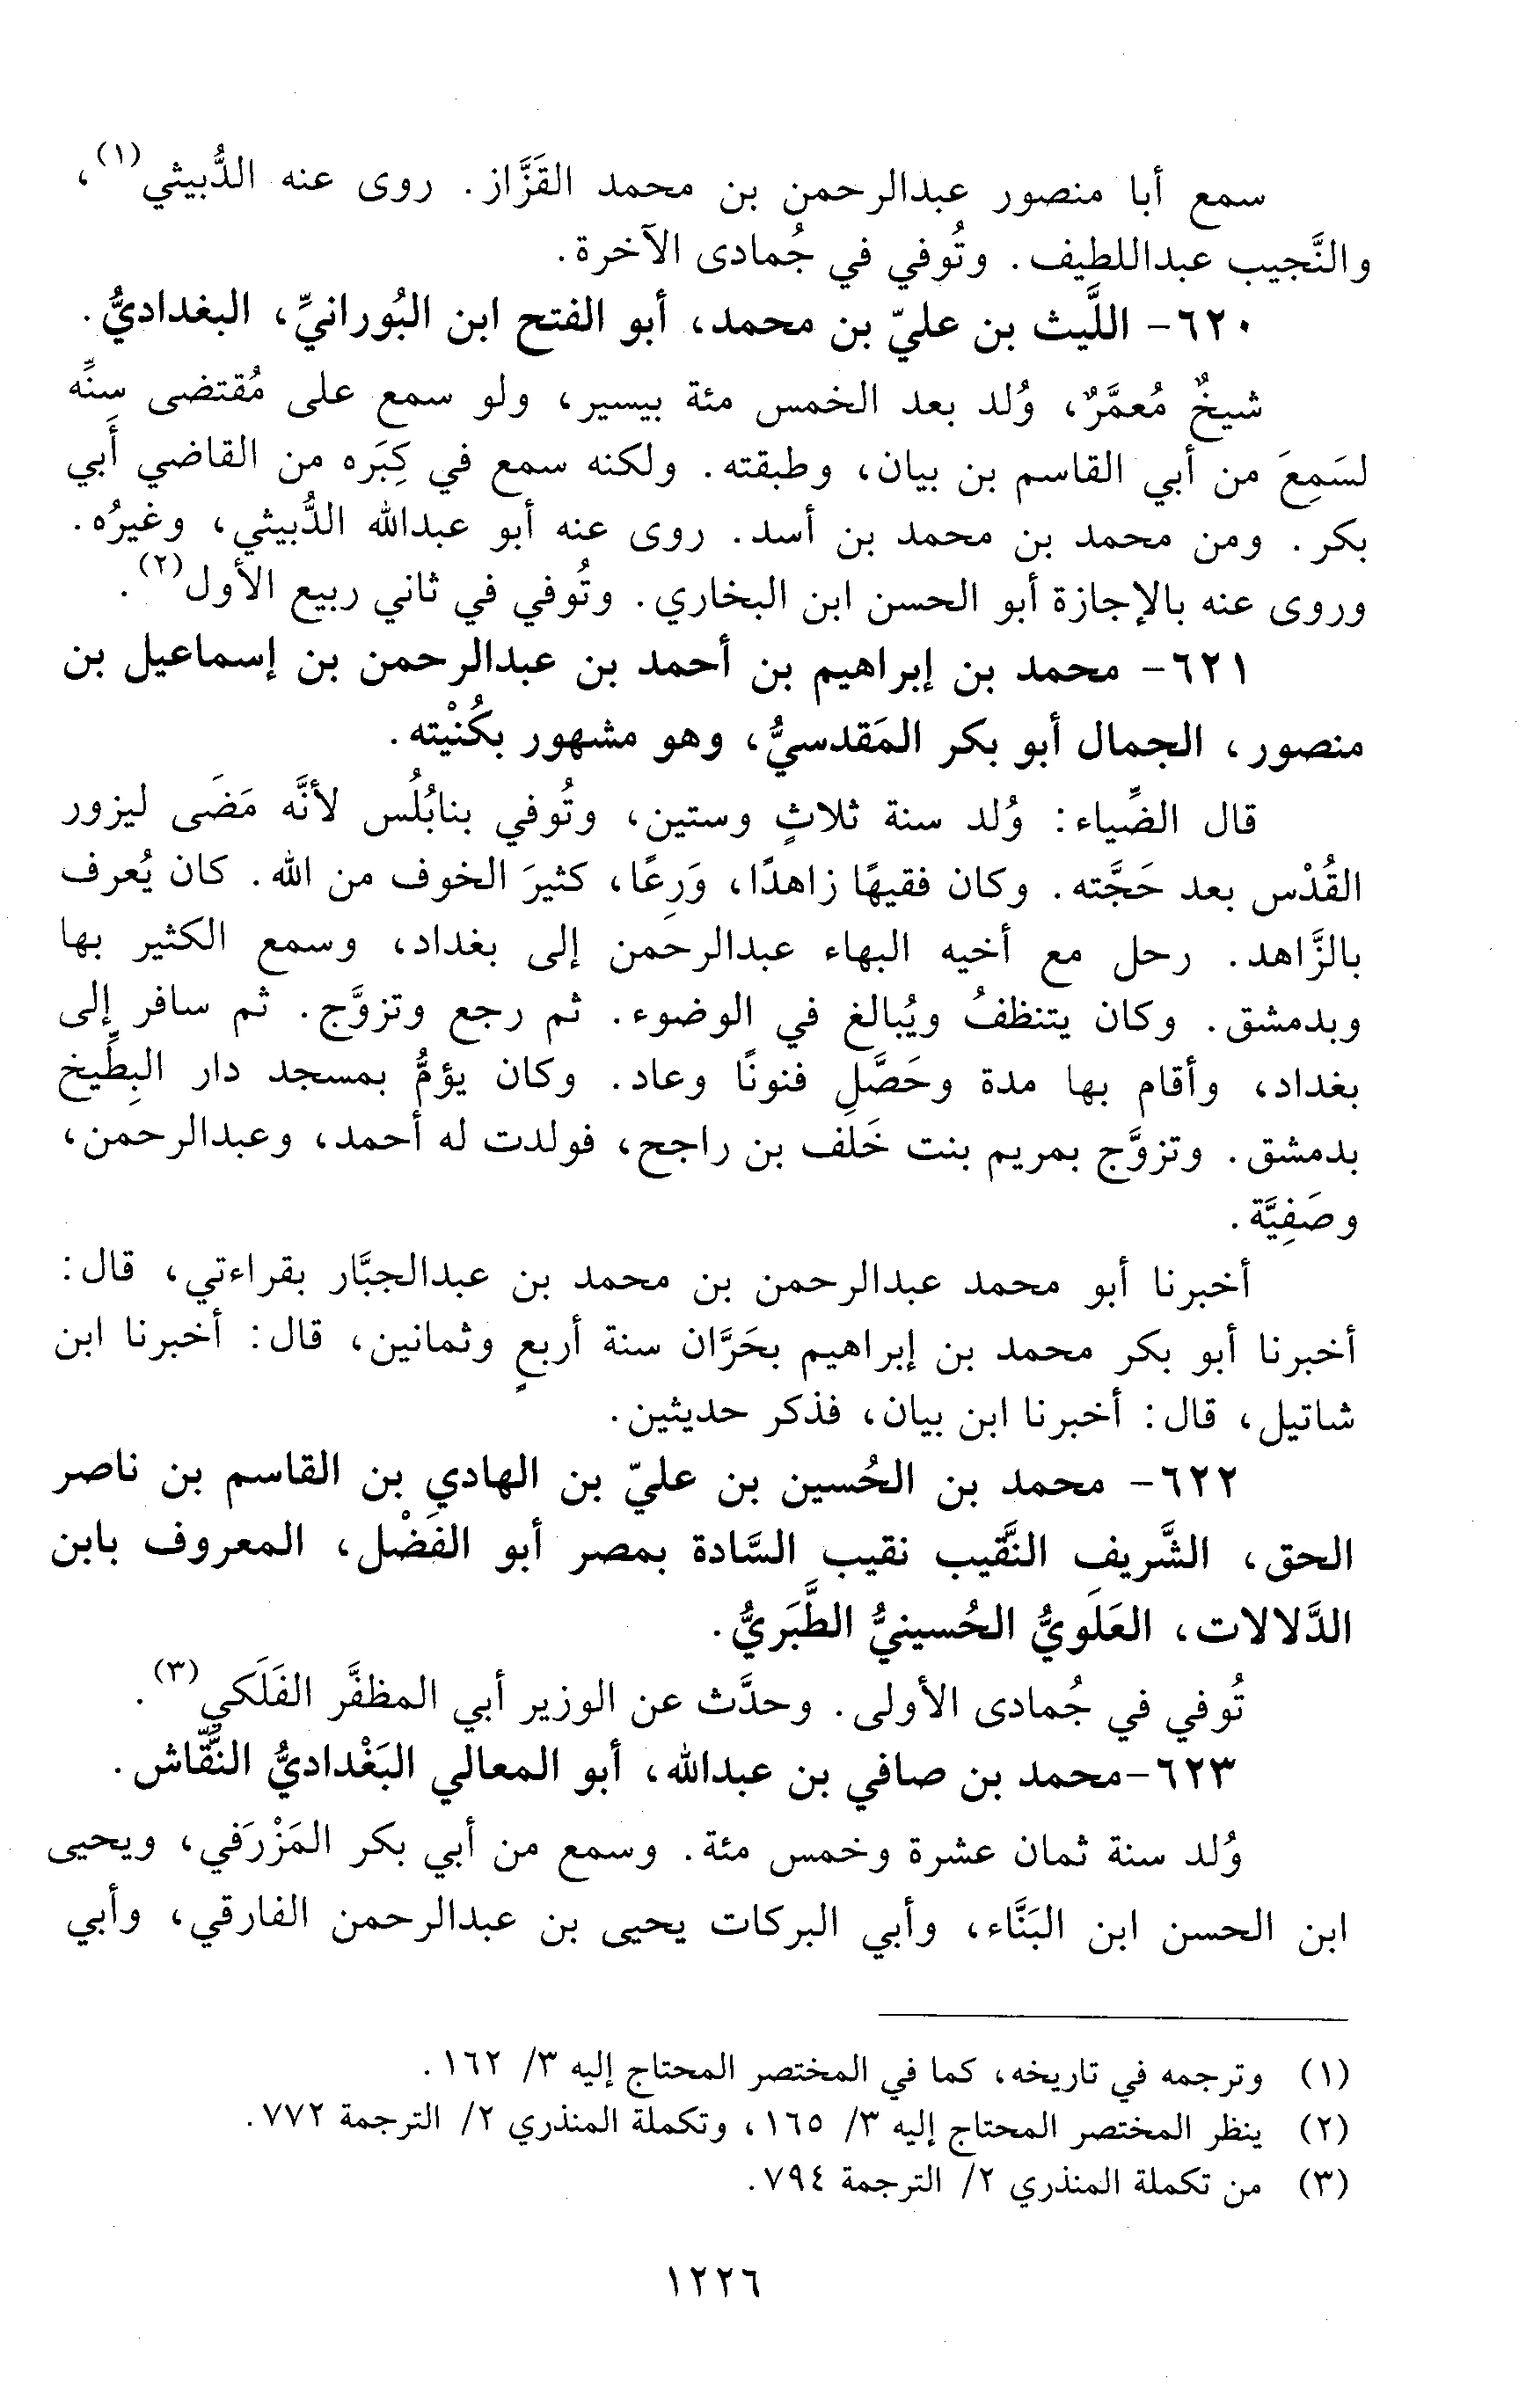 سمع أبا منصور عبدالرحمن بن محمد القَزَّاز. روى عنه الدُّبيثي(١)،
والنَّجيب عبداللطيف. وتُوفي في جُمادى الآخرة.
٦٢٠- اللَّيث بن عليّ بن محمد، أبو الفتح ابن البُورانيِّ، البغداديُّ.
شيخٌ مُعمَّرٌ، وُلد بعد الخمس مئة بيسير، ولو سمع على مُقتضى سِنِّه
لسَمِعَ من أبي القاسم بن بيان، وطبقته. ولكنه سمع في كِبَره من القاضي أَبي
بكر. ومن محمد بن محمد بن أسد. روى عنه أبو عبدالله الدُّبيثي، وغيرُه.
وروى عنه بالإجازة أبو الحسن ابن البخاري. وتُوفي في ثاني ربيع الأول(٢).
٦٢١- محمد بن إبراهيم بن أحمد بن عبدالرحمن بن إسماعيل بن
منصور، الجمال أبو بكر المَقدسيُّ، وهو مشهور بكُنْيته.
قال الضِّياء: وُلد سنة ثلاثٍ وستين، وتُوفي بنابُلُس لأنَّه مَضَى ليزور
القُدْس بعد حَجَّته. وكان فقيهًا زاهدًا، وَرِعًا، كثيرَ الخوف من الله. كان يُعرف
بالزَّاهد. رحل مع أخيه البهاء عبدالرحمن إلى بغداد، وسمع الكثير بها
وبدمشق. وكان يتنظفُ ويُبالغ في الوضوء. ثم رجع وتزوَّج. ثم سافر إلى
بغداد، وأقام بها مدة وحَصَّل فنونًا وعاد. وكان يؤمُّ بمسجد دار البِطِّيخ
بدمشق. وتزوَّج بمريم بنت خَلَف بن راجح، فولدت له أحمد، وعبدالرحمن،
وصَفِيَّة.
أخبرنا أبو محمد عبدالرحمن بن محمد بن عبدالجبَّار بقراءتي، قال:
أخبرنا أبو بكر محمد بن إبراهيم بحَرَّان سنة أربعٍ وثمانين، قال: أخبرنا ابن
شاتيل، قال: أخبرنا ابن بيان، فذكر حديثين.
٦٢٢- محمد بن الحُسين بن عليّ بن الهادي بن القاسم بن ناصر
الحق، الشَّريف النَّقيب نقيب السَّادة بمصر أبو الفَضْل، المعروف بابن
الدَّلالات، العَلَويُّ الحُسينيُّ الطَّبَريُّ.
تُوفي في جُمادى الأولى. وحدَّث عن الوزير أبي المظفَّر الفَلَكي(٣).
٦٢٣-محمد بن صافي بن عبدالله، أبو المعالي البَغْداديُّ النَّقّاش.
وُلد سنة ثمان عشرة وخمس مئة. وسمع من أبي بكر المَزْرَفي، ويحيى
ابن الحسن ابن البَنَّاء، وأبي البركات يحيى بن عبدالرحمن الفارقي، وأبي
(١) وترجمه في تاريخه، كما في المختصر المحتاج إليه ٣/ ١٦٢.
(٢) ينظر المختصر المحتاج إليه ٣/ ١٦٥، وتكملة المنذري ٢/ الترجمة ٧٧٢.
(٣) من تكملة المنذري ٢/ الترجمة ٧٩٤.
١٢٢٦